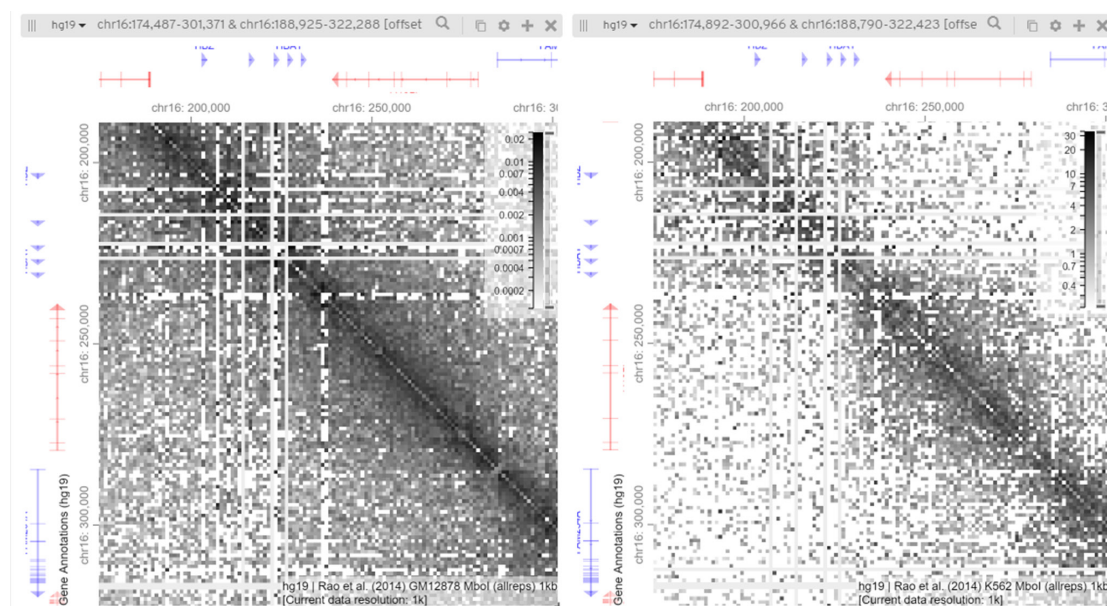 hg19 chr16:174,487-301,371 & chr16:188,925-322,288 [offset
chr16: 200,000 chr16: 250,000
chr16: 200,000
chr16: 250,000
chr16: 300,000
0.02
0.01
0.007
0.004
0.002
0.001
0.0007
0.0004
0.0002
Gene Annotations (hg19)
hg19 | Rao et al. (2014) GM12878 MboI (allreps) 1kb
[Current data resolution: 1k]
hg19 chr16:174,892-300,966 & chr16:188,790-322,423 [offse
chr16: 200,000 chr16: 250,000
chr16: 200,000
chr16: 250,000
chr16: 300,000
30
20
10
7
4
2
1
0.7
0.4
Gene Annotations (hg19)
hg19 | Rao et al. (2014) K562 MboI (allreps) 1kb
[Current data resolution: 1k]